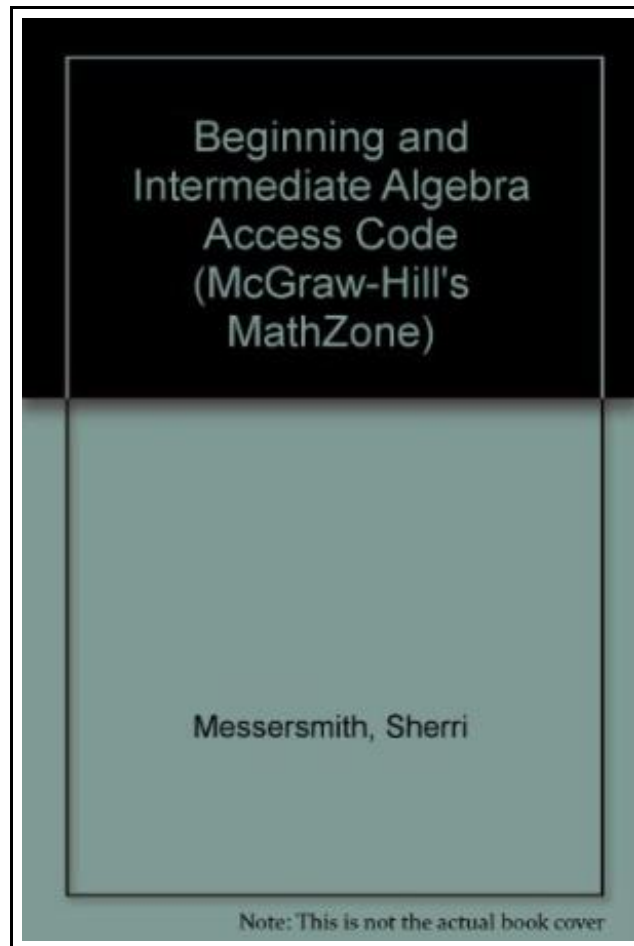 Beginning and
Intermediate Algebra
Access Code
(McGraw-Hill's
MathZone)
Messersmith, Sherri
Note: This is not the actual book cover